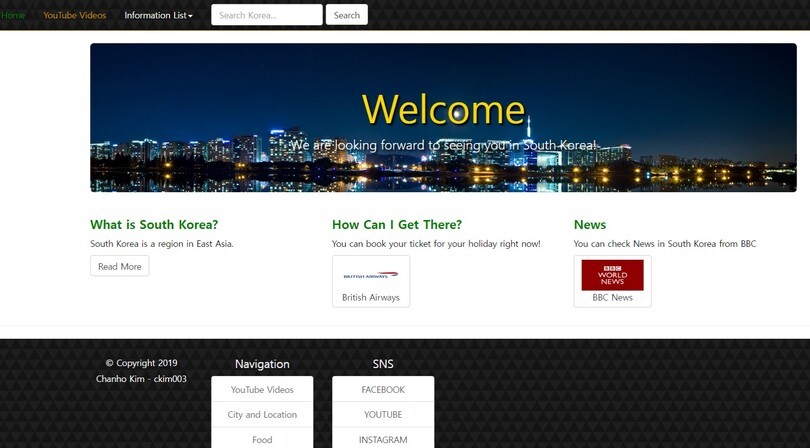 Home YouTube Videos Information List Search Korea... Search
Welcome
We are looking forward to seeing you in South Korea!
What is South Korea?
South Korea is a region in East Asia.
Read More
How Can I Get There?
You can book your ticket for your holiday right now!
BRITISH AIRWAYS
British Airways
News
You can check News in South Korea from BBC
BBC
WORLD
NEWS
BBC News
© Copyright 2019
Chanho Kim - ckim003
Navigation
YouTube Videos
City and Location
Food
SNS
FACEBOOK
YOUTUBE
INSTAGRAM